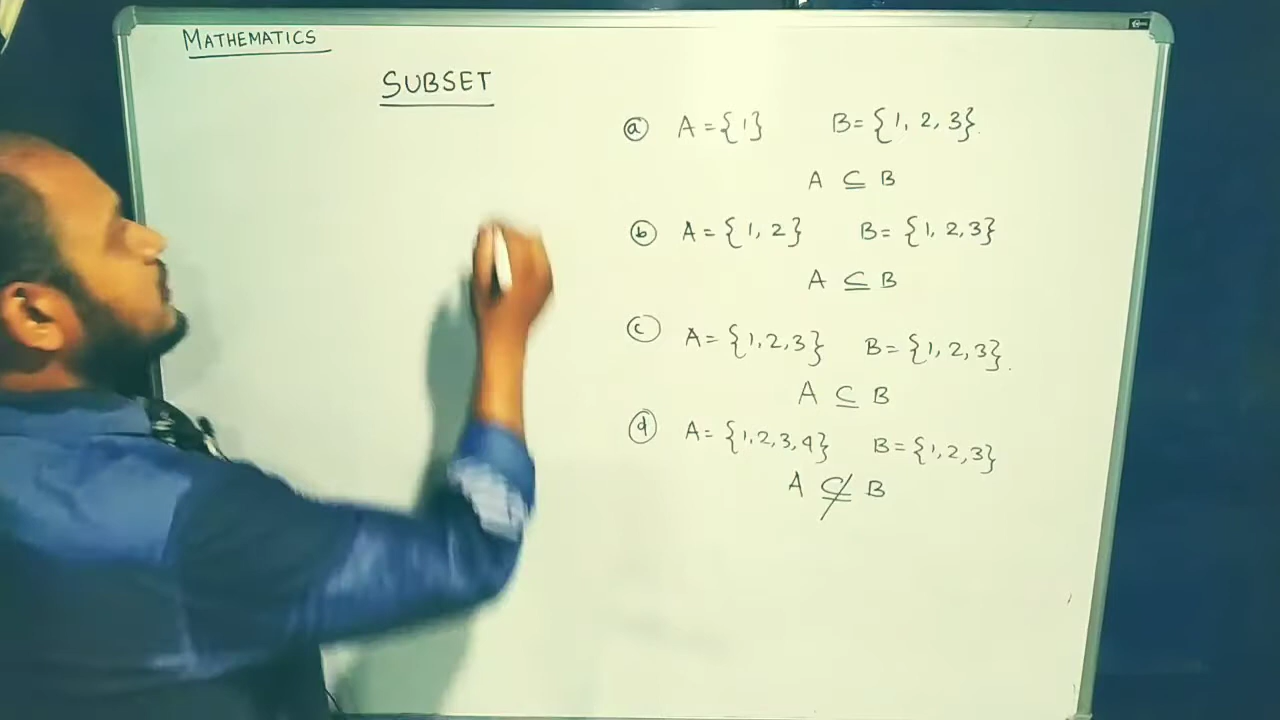 MATHEMATICS
SUBSET
ⓐ A = {1} B = {1, 2, 3}.
A ⊆ B
ⓑ A = {1, 2} B = {1, 2, 3}
A ⊆ B
ⓒ A = {1, 2, 3} B = {1, 2, 3}.
A ⊆ B
ⓓ A = {1, 2, 3, 4} B = {1, 2, 3}
A ⊈ B